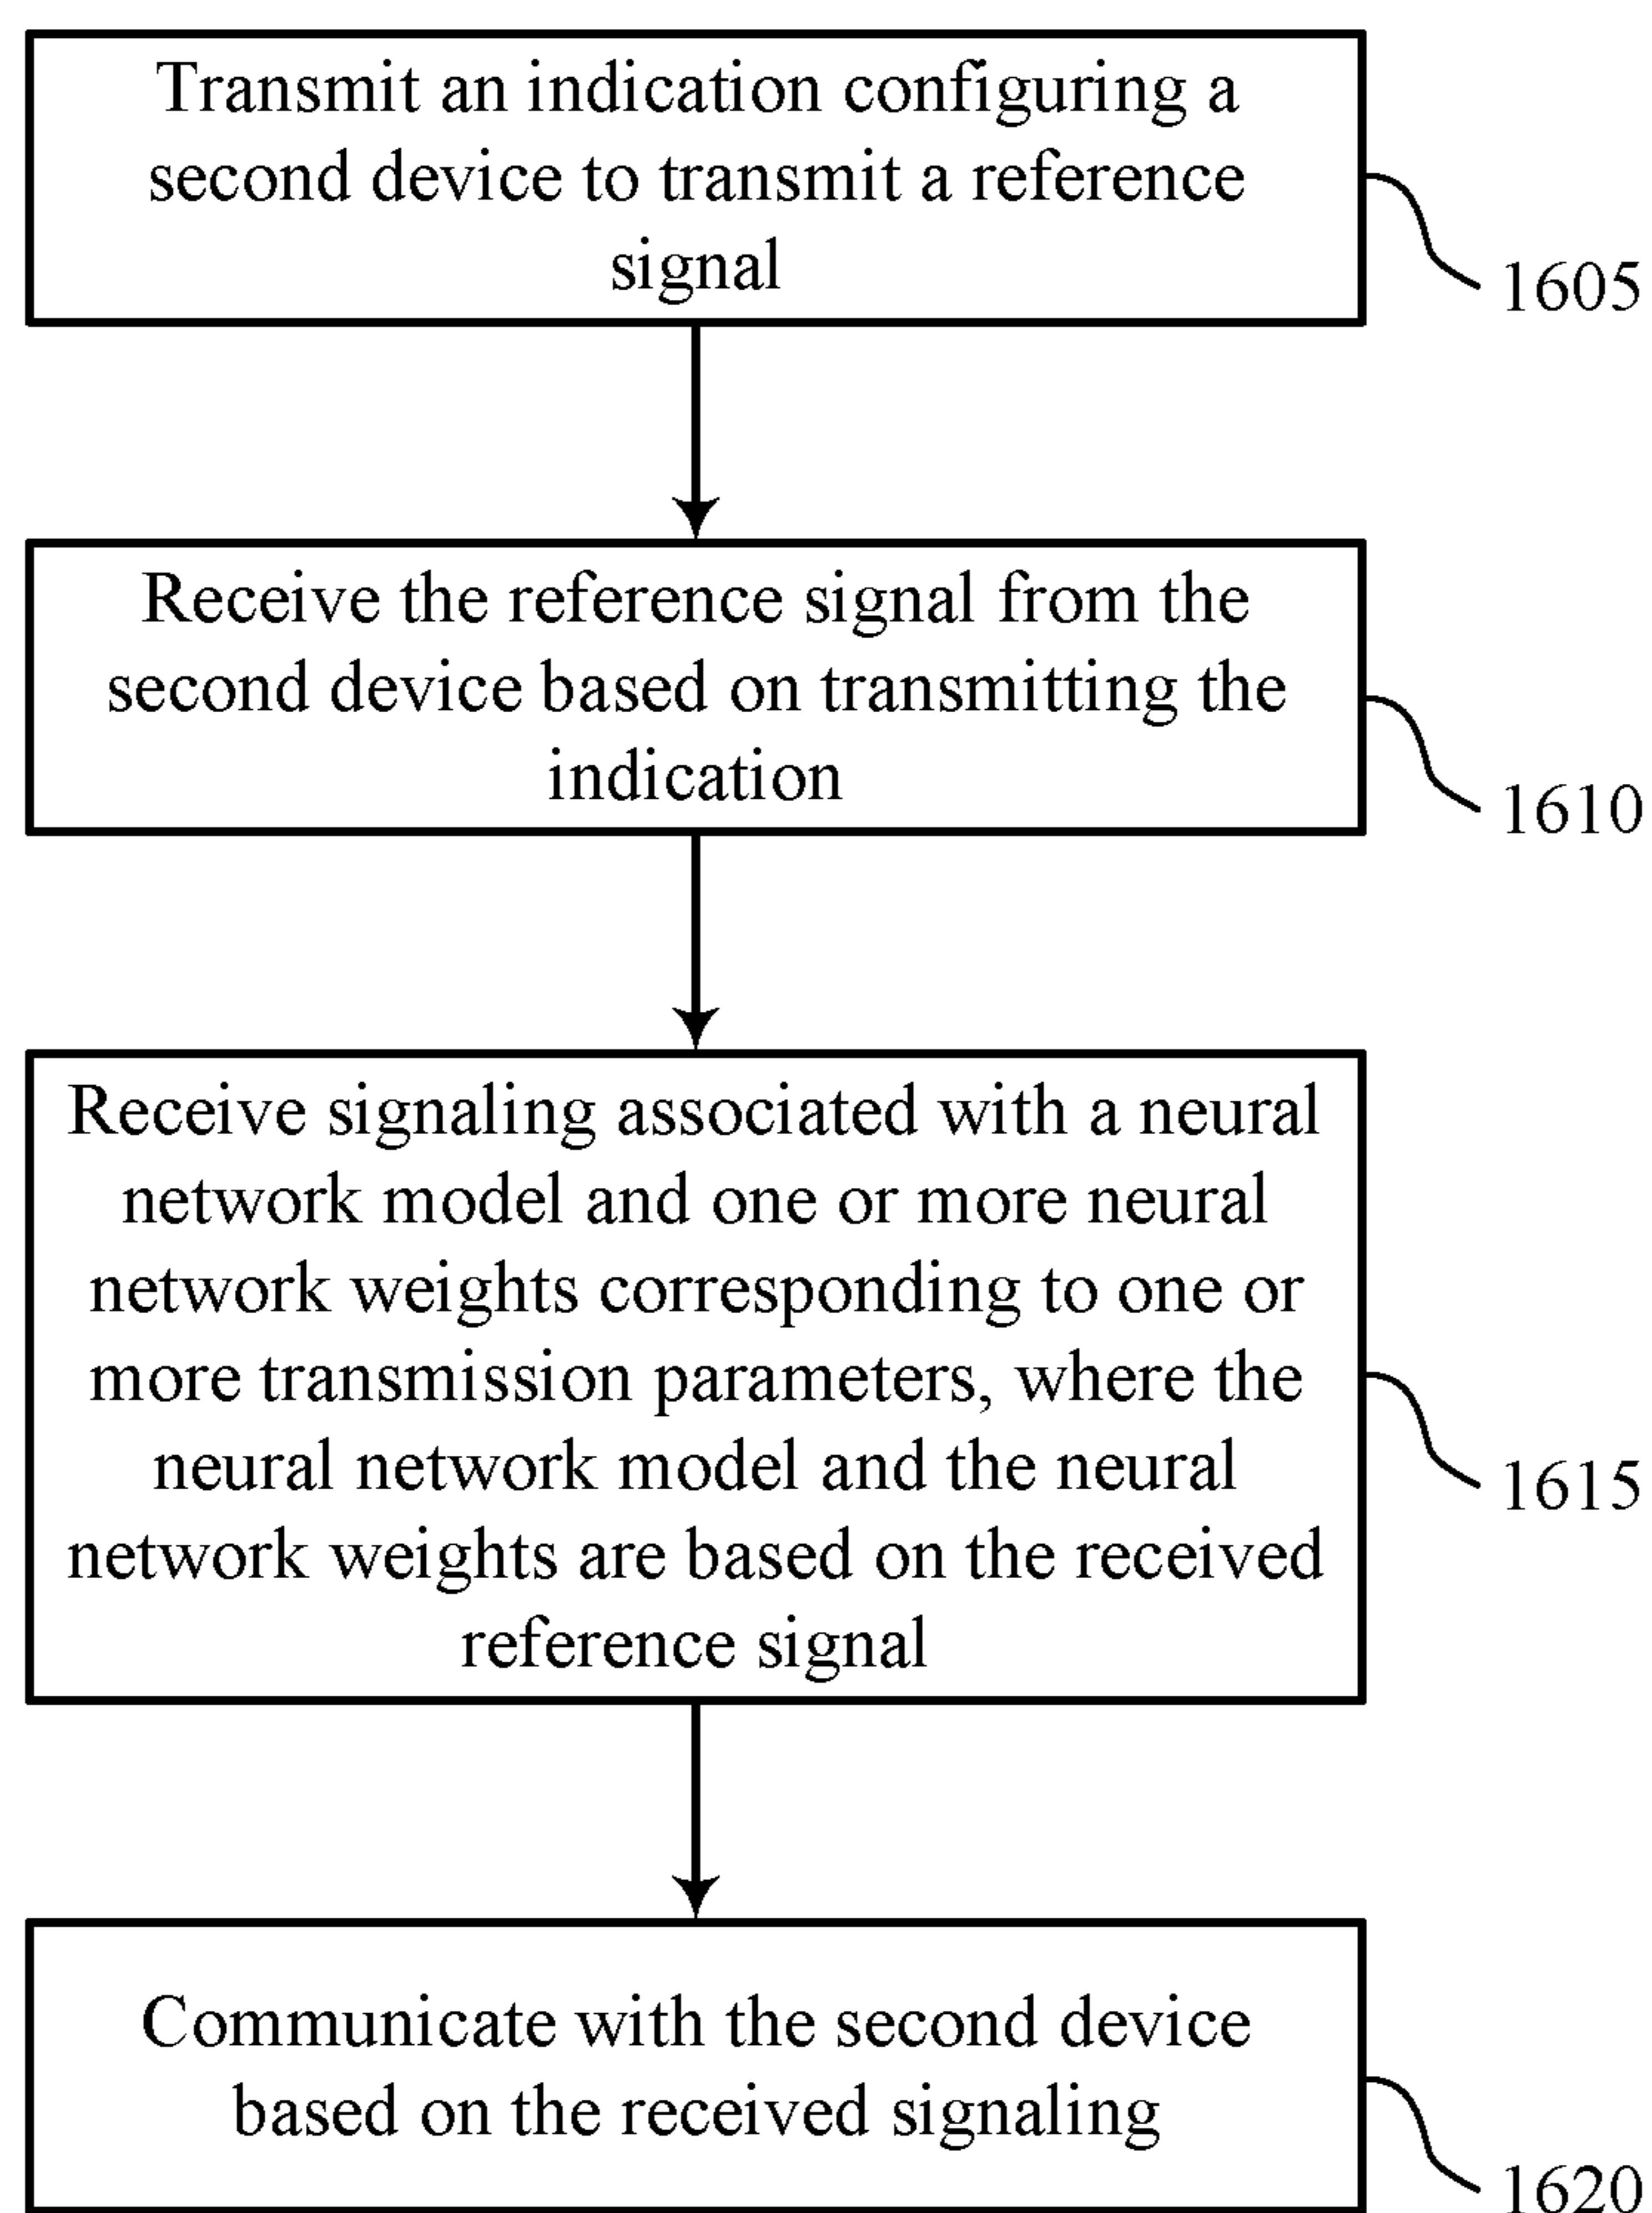 Transmit an indication configuring a
second device to transmit a reference
signal
1605
Receive the reference signal from the
second device based on transmitting the
indication
1610
Receive signaling associated with a neural
network model and one or more neural
network weights corresponding to one or
more transmission parameters, where the
neural network model and the neural
network weights are based on the received
reference signal
1615
Communicate with the second device
based on the received signaling
1620